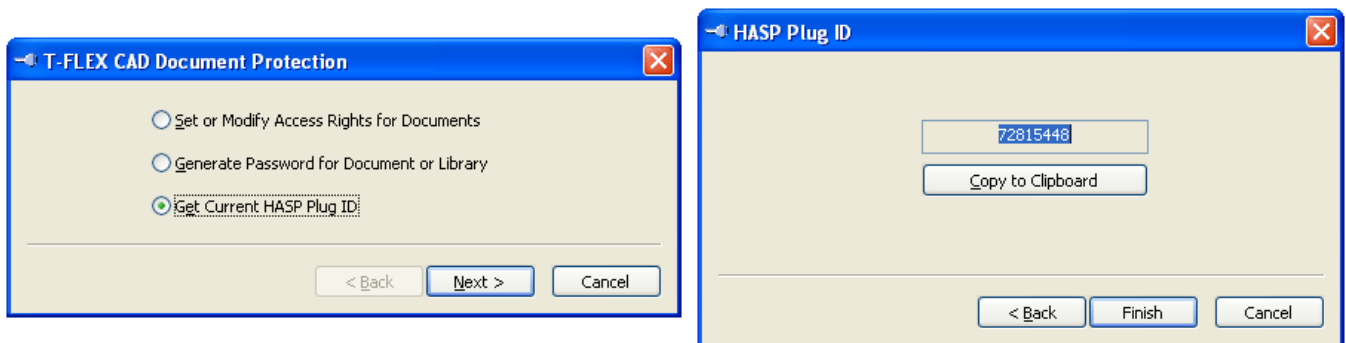 T-FLEX CAD Document Protection
Set or Modify Access Rights for Documents
Generate Password for Document or Library
Get Current HASP Plug ID
< Back Next > Cancel
HASP Plug ID
72815448
Copy to Clipboard
< Back Finish Cancel